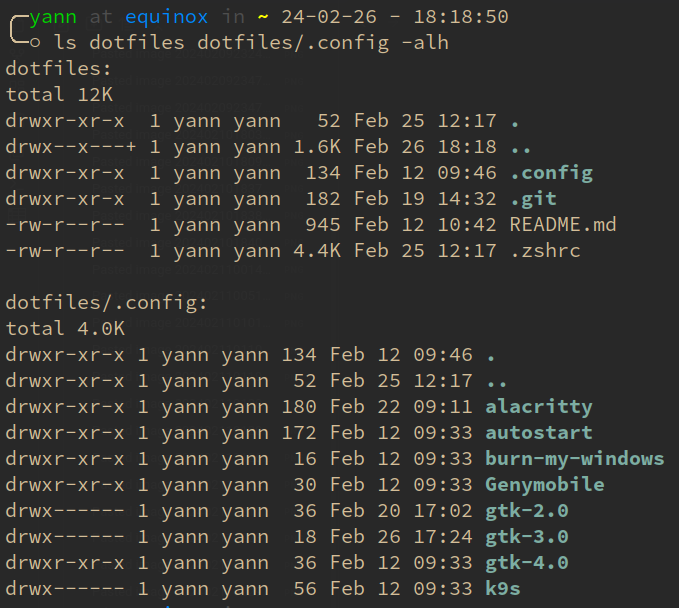 yann at equinox in ~ 24-02-26 - 18:18:50
ls dotfiles dotfiles/.config -alh
dotfiles:
total 12K
drwxr-xr-x  1 yann yann   52 Feb 25 12:17 .
drwx--x---+ 1 yann yann 1.6K Feb 26 18:18 ..
drwxr-xr-x  1 yann yann  134 Feb 12 09:46 .config
drwxr-xr-x  1 yann yann  182 Feb 19 14:32 .git
-rw-r--r--  1 yann yann  945 Feb 12 10:42 README.md
-rw-r--r--  1 yann yann 4.4K Feb 25 12:17 .zshrc

dotfiles/.config:
total 4.0K
drwxr-xr-x 1 yann yann 134 Feb 12 09:46 .
drwxr-xr-x 1 yann yann  52 Feb 25 12:17 ..
drwxr-xr-x 1 yann yann 180 Feb 22 09:11 alacritty
drwxr-xr-x 1 yann yann 172 Feb 12 09:33 autostart
drwxr-xr-x 1 yann yann  16 Feb 12 09:33 burn-my-windows
drwxr-xr-x 1 yann yann  30 Feb 12 09:33 Genymobile
drwx------ 1 yann yann  36 Feb 20 17:02 gtk-2.0
drwx------ 1 yann yann  18 Feb 26 17:24 gtk-3.0
drwxr-xr-x 1 yann yann  36 Feb 12 09:33 gtk-4.0
drwx------ 1 yann yann  56 Feb 12 09:33 k9s